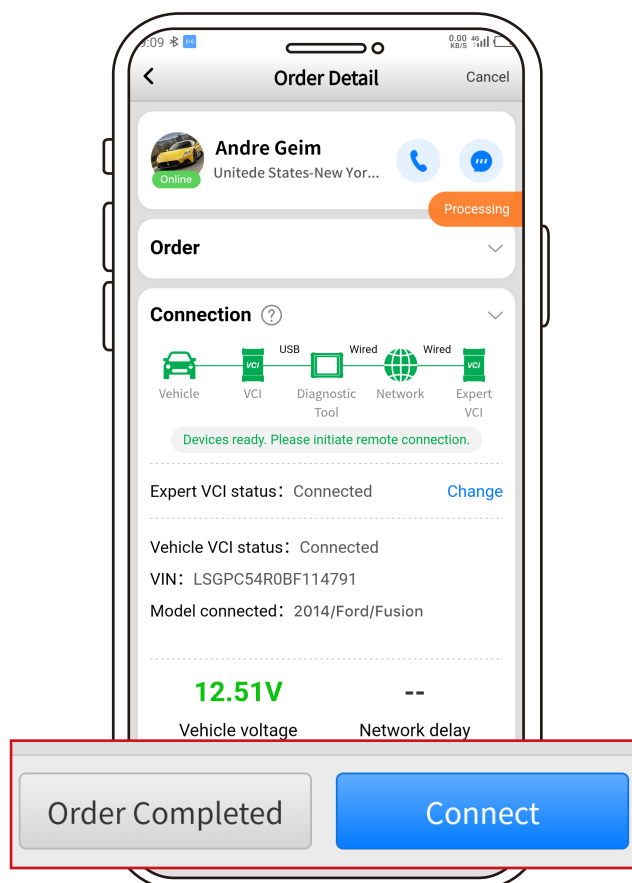 9:09
0.00 KB/S 4G
Order Detail
Cancel
Andre Geim
Unitede States-New Yor...
Online
Processing
Order
Connection ?
USB
Wired
Wired
VCI
VCI
Vehicle
VCI
Diagnostic Tool
Network
Expert VCI
Devices ready. Please initiate remote connection.
Expert VCI status： Connected
Change
Vehicle VCI status： Connected
VIN： LSGPC54R0BF114791
Model connected： 2014/Ford/Fusion
12.51V
--
Vehicle voltage
Network delay
Order Completed
Connect